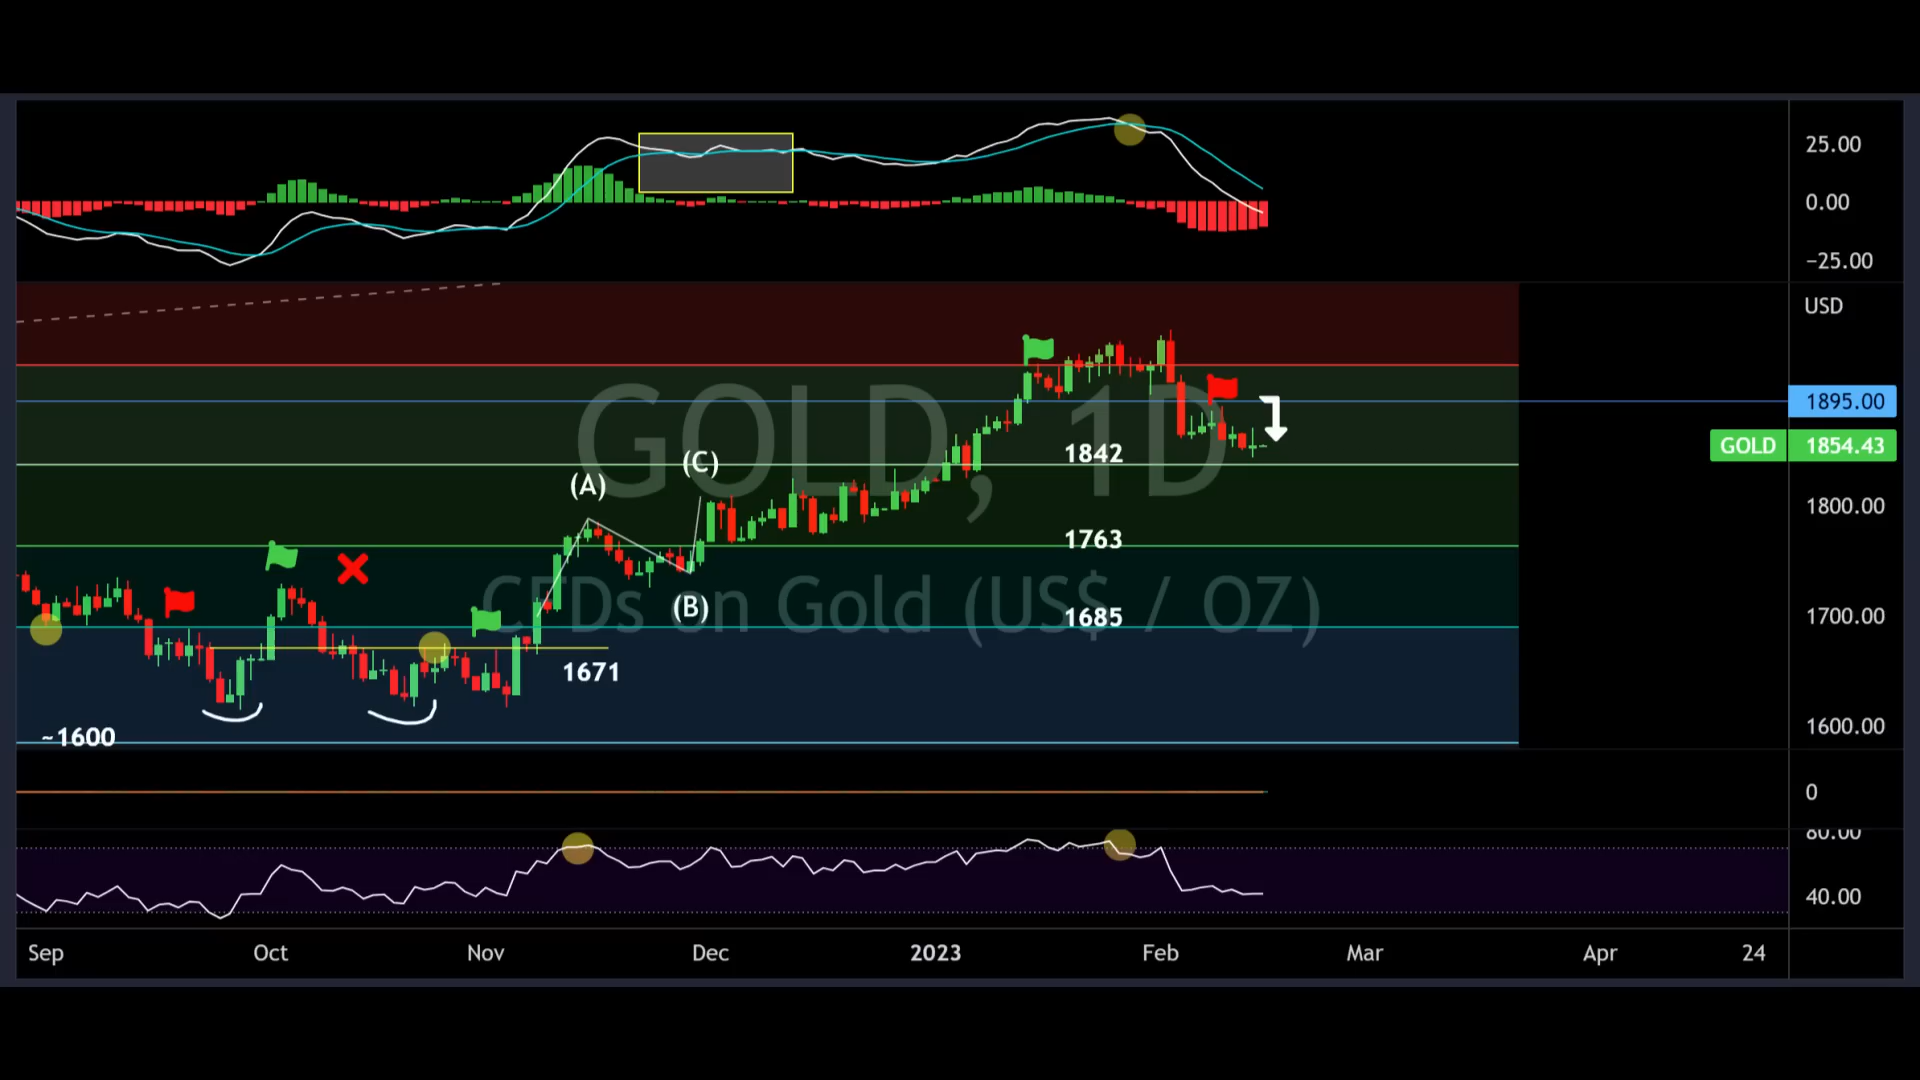 25.00
0.00
−25.00
USD
GOLD, 1D
CFDs on Gold (US$ / OZ)
1895.00
GOLD 1854.43
1842
(C)
(A)
1800.00
1763
(B)
1685
1700.00
1671
~1600
1600.00
0
80.00
40.00
Sep Oct Nov Dec 2023 Feb Mar Apr 24